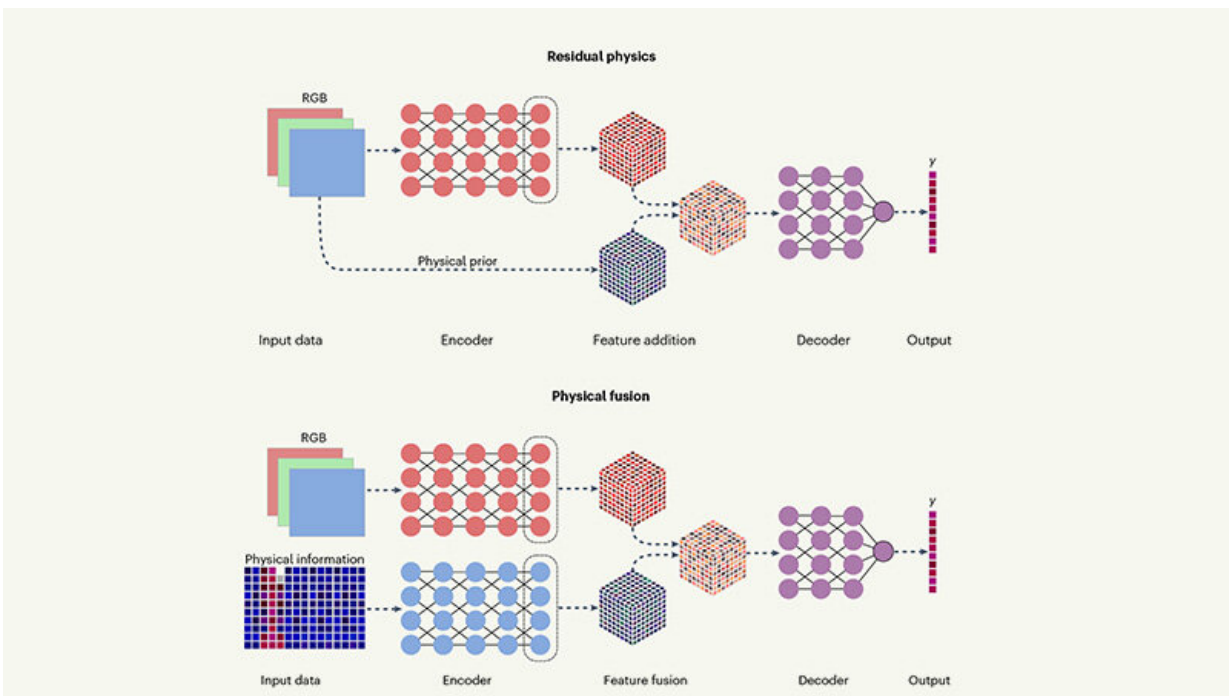 Residual physics
RGB
y
Physical prior
Input data
Encoder
Feature addition
Decoder
Output
Physical fusion
RGB
y
Physical information
Input data
Encoder
Feature fusion
Decoder
Output